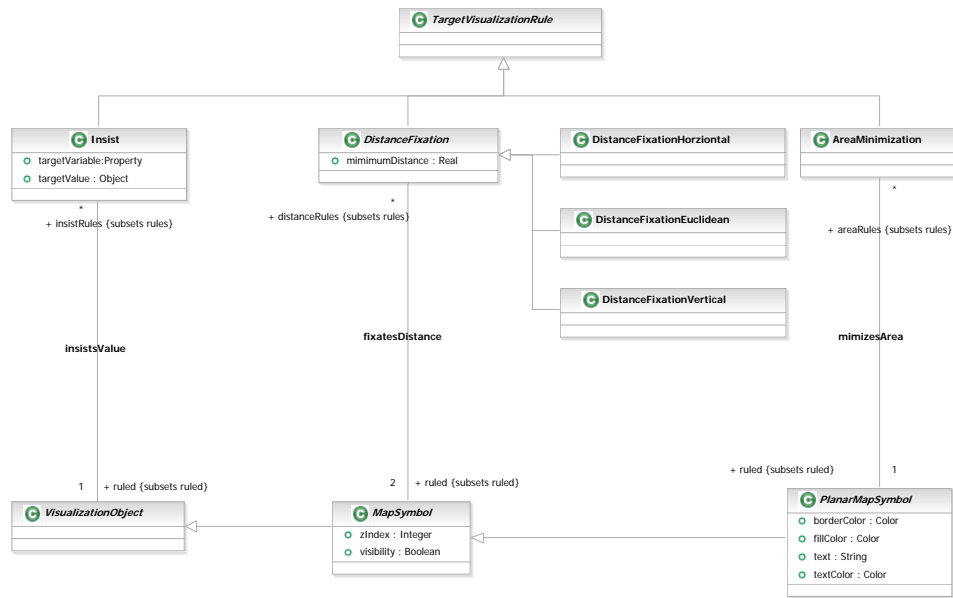 C TargetVisualizationRule
C Insist
targetVariable:Property
targetValue : Object
C DistanceFixation
mimimumDistance : Real
C DistanceFixationHorziontal
C AreaMinimization
C DistanceFixationEuclidean
C DistanceFixationVertical
*
+ insistRules {subsets rules}
*
+ distanceRules {subsets rules}
*
+ areaRules {subsets rules}
insistsValue
fixatesDistance
mimizesArea
1 + ruled {subsets ruled}
2 + ruled {subsets ruled}
+ ruled {subsets ruled} 1
C VisualizationObject
C MapSymbol
zIndex : Integer
visibility : Boolean
C PlanarMapSymbol
borderColor : Color
fillColor : Color
text : String
textColor : Color